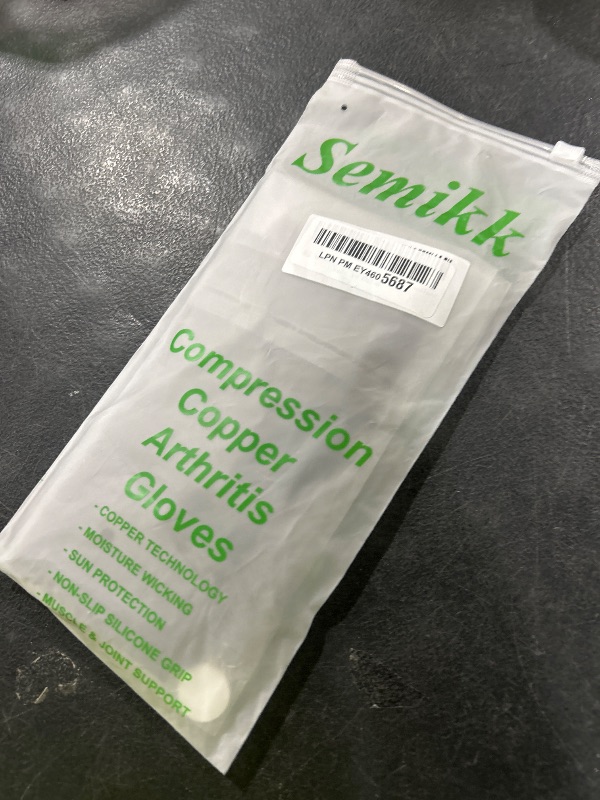 Semikk
LPN PM EY4605687
Compression
Copper
Arthritis
Gloves
- COPPER TECHNOLOGY
- MOISTURE WICKING
- SUN PROTECTION
- NON-SLIP SILICONE GRIP
- MUSCLE & JOINT SUPPORT